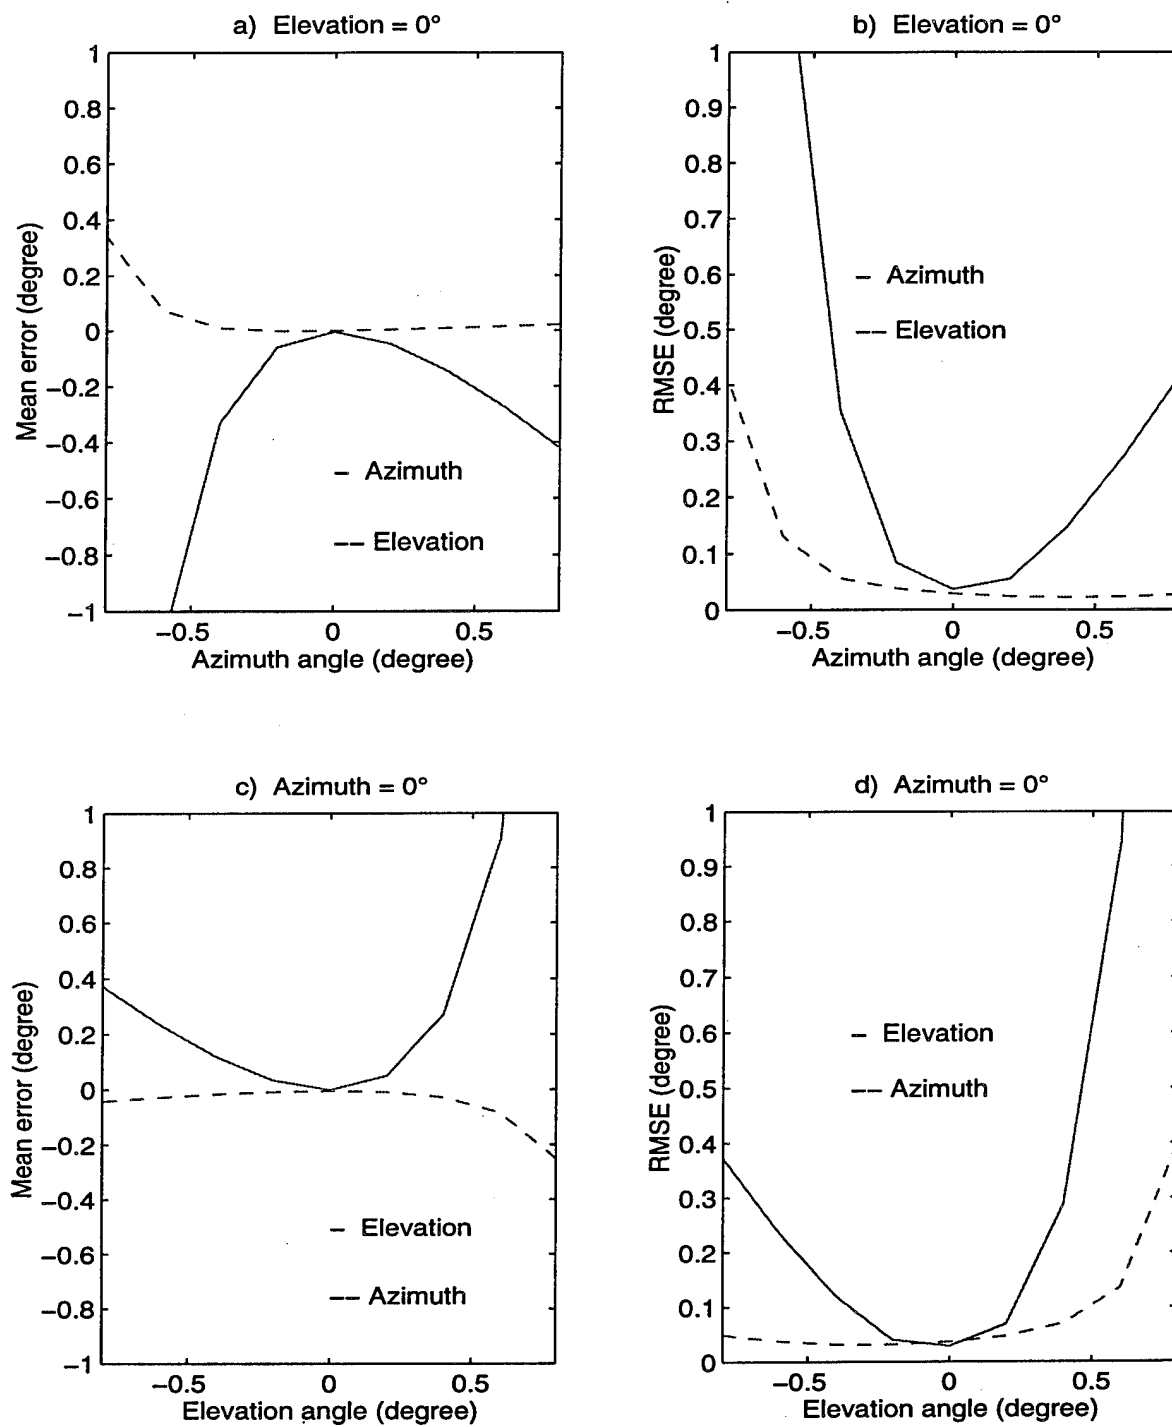 a) Elevation = 0°
1
0.8
0.6
0.4
0.2
0
−0.2
−0.4
−0.6
−0.8
−1
Mean error (degree)
– Azimuth
–– Elevation
−0.5
0
0.5
Azimuth angle (degree)
b) Elevation = 0°
1
0.9
0.8
0.7
0.6
0.5
0.4
0.3
0.2
0.1
0
RMSE (degree)
– Azimuth
–– Elevation
−0.5
0
0.5
Azimuth angle (degree)
c) Azimuth = 0°
1
0.8
0.6
0.4
0.2
0
−0.2
−0.4
−0.6
−0.8
−1
Mean error (degree)
– Elevation
–– Azimuth
−0.5
0
0.5
Elevation angle (degree)
d) Azimuth = 0°
1
0.9
0.8
0.7
0.6
0.5
0.4
0.3
0.2
0.1
0
RMSE (degree)
– Elevation
–– Azimuth
−0.5
0
0.5
Elevation angle (degree)